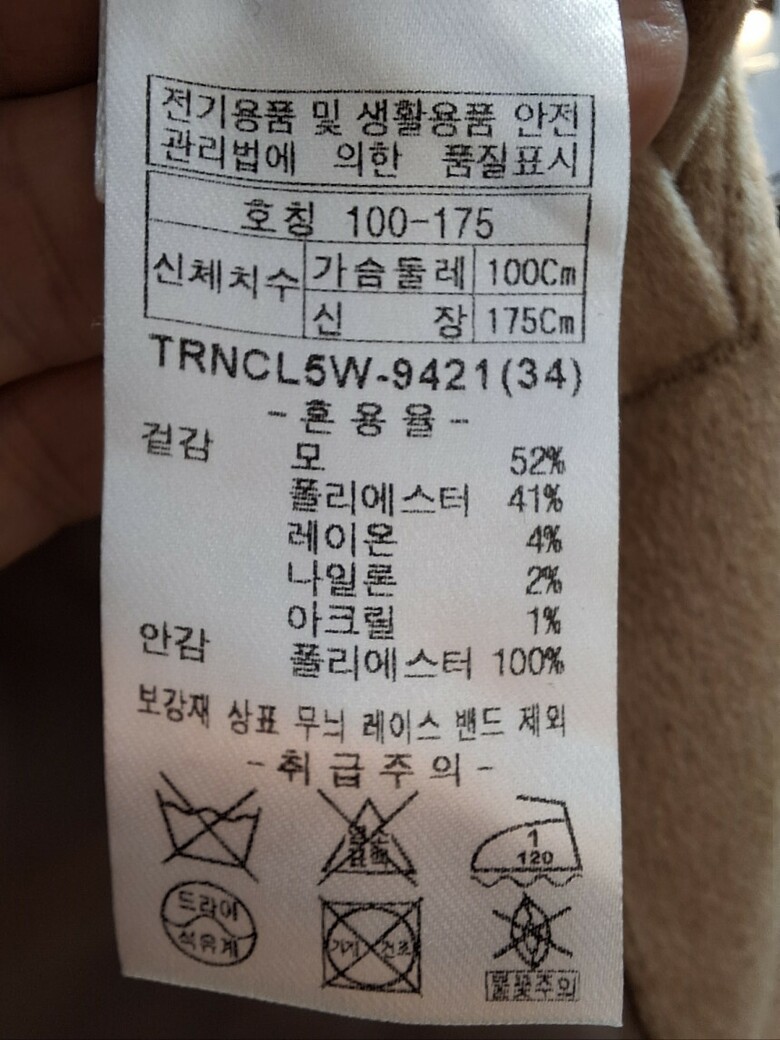 전기용품 및 생활용품 안전
관리법에 의한 품질표시
호칭 100-175
신체치수 가슴둘레 100Cm
신장 175Cm
TRNCL5W-9421(34)
-혼용율-
겉감
모 52%
폴리에스터 41%
레이온 4%
나일론 2%
아크릴 1%
안감
폴리에스터 100%
보강재 상표 무늬 레이스 밴드 제외
-취급주의-
염소 표백
1
120
드라이
석유계
기계 건조
불꽃주의